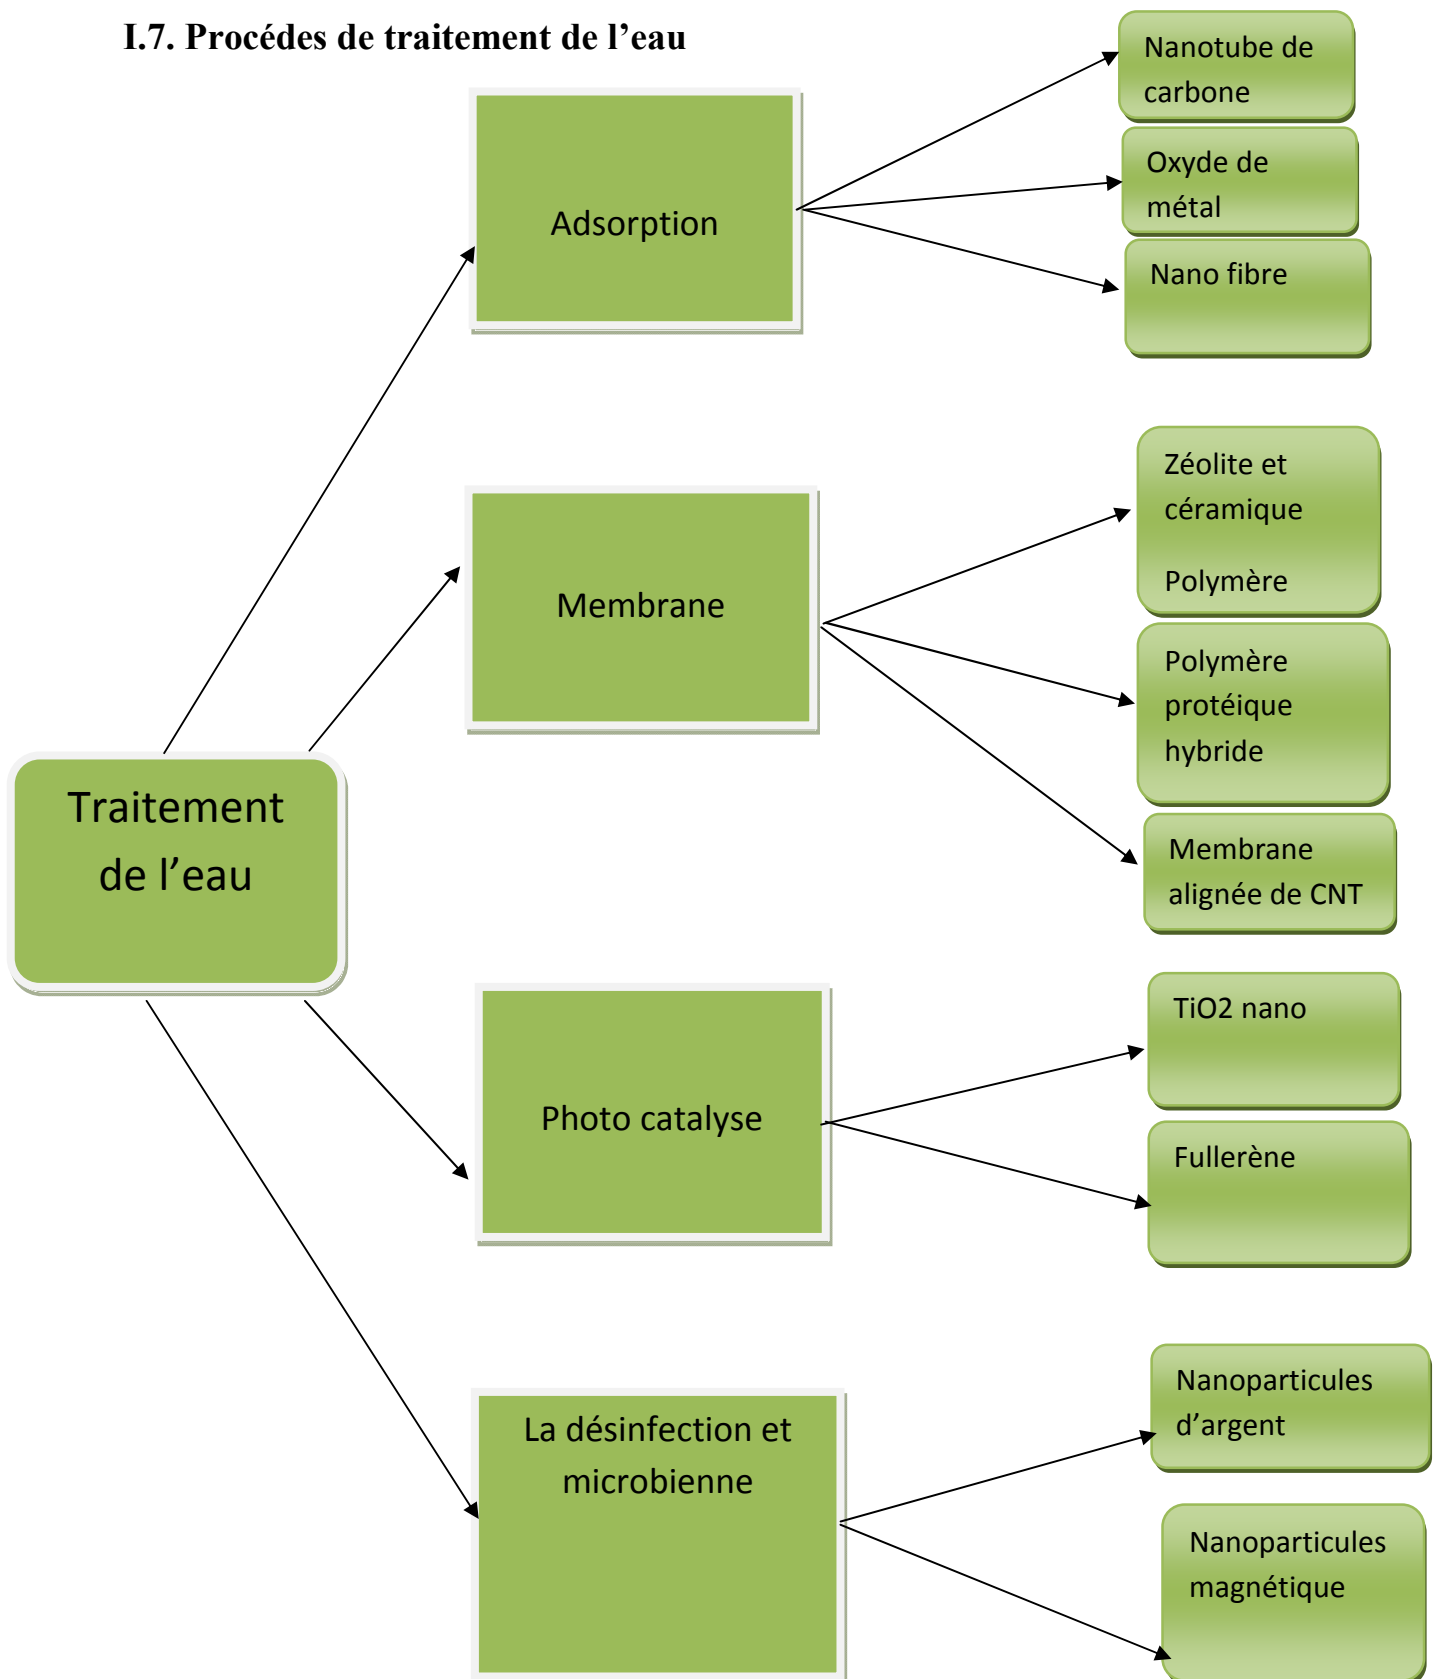 I.7. Procédes de traitement de l’eau
Nanotube de
carbone
Oxyde de
métal
Nano fibre
Adsorption
Zéolite et
céramique
Polymère
Polymère
protéique
hybride
Membrane
alignée de CNT
Membrane
Traitement
de l’eau
TiO2 nano
Fullerène
Photo catalyse
Nanoparticules
d’argent
Nanoparticules
magnétique
La désinfection et
microbienne